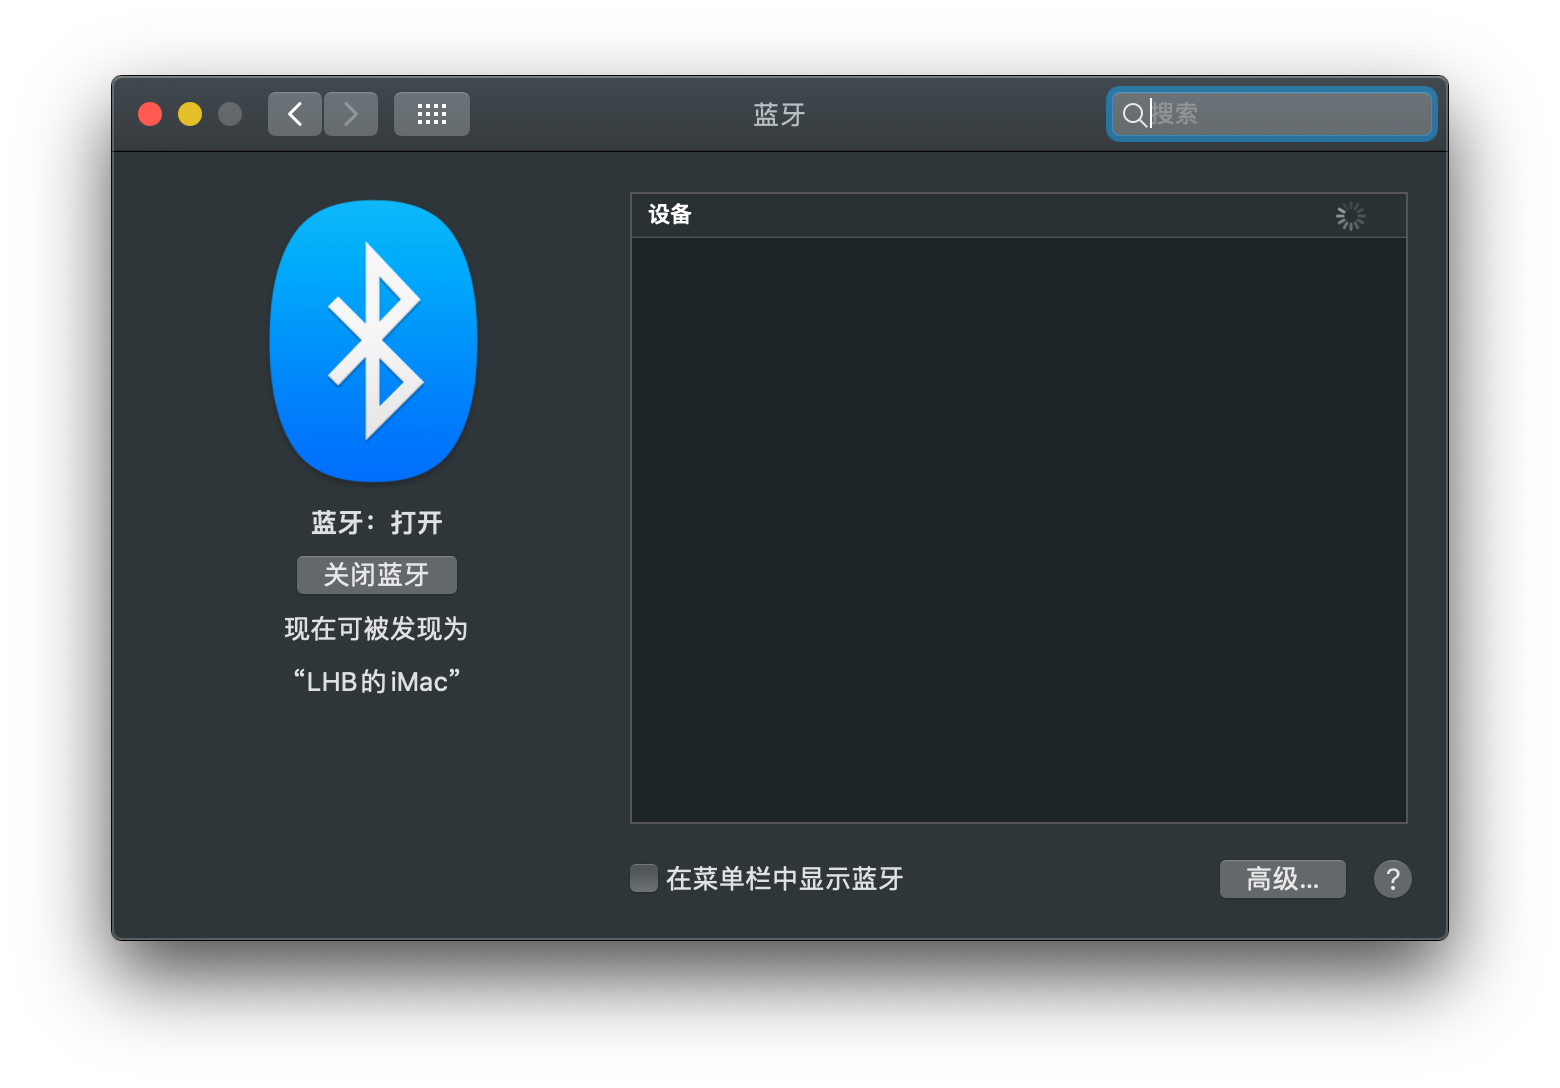 蓝牙
搜索
设备
蓝牙：打开
关闭蓝牙
现在可被发现为
“LHB的iMac”
在菜单栏中显示蓝牙
高级...
?